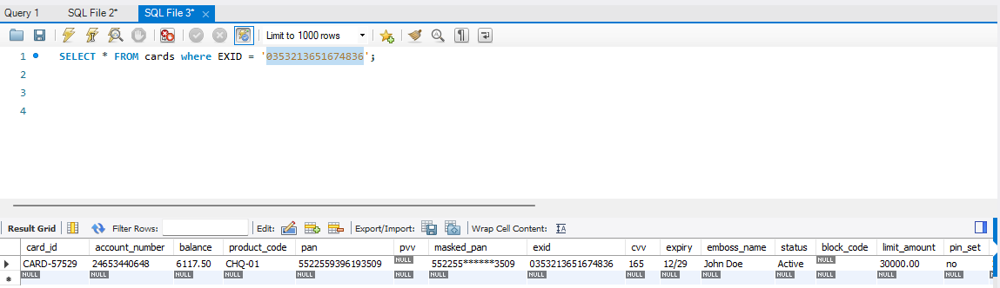 Query 1 SQL File 2* SQL File 3* ×
Limit to 1000 rows
1 SELECT * FROM cards where EXID = '0353213651674836';
2
3
4
Result Grid Filter Rows: Edit: Export/Import: Wrap Cell Content: IA
card_id account_number balance product_code pan pvv masked_pan exid cvv expiry emboss_name status block_code limit_amount pin_set
CARD-57529 24653440648 6117.50 CHQ-01 5522559396193509 NULL 552255******3509 0353213651674836 165 12/29 John Doe Active NULL 30000.00 no
NULL NULL NULL NULL NULL NULL NULL NULL NULL NULL NULL NULL NULL NULL NULL